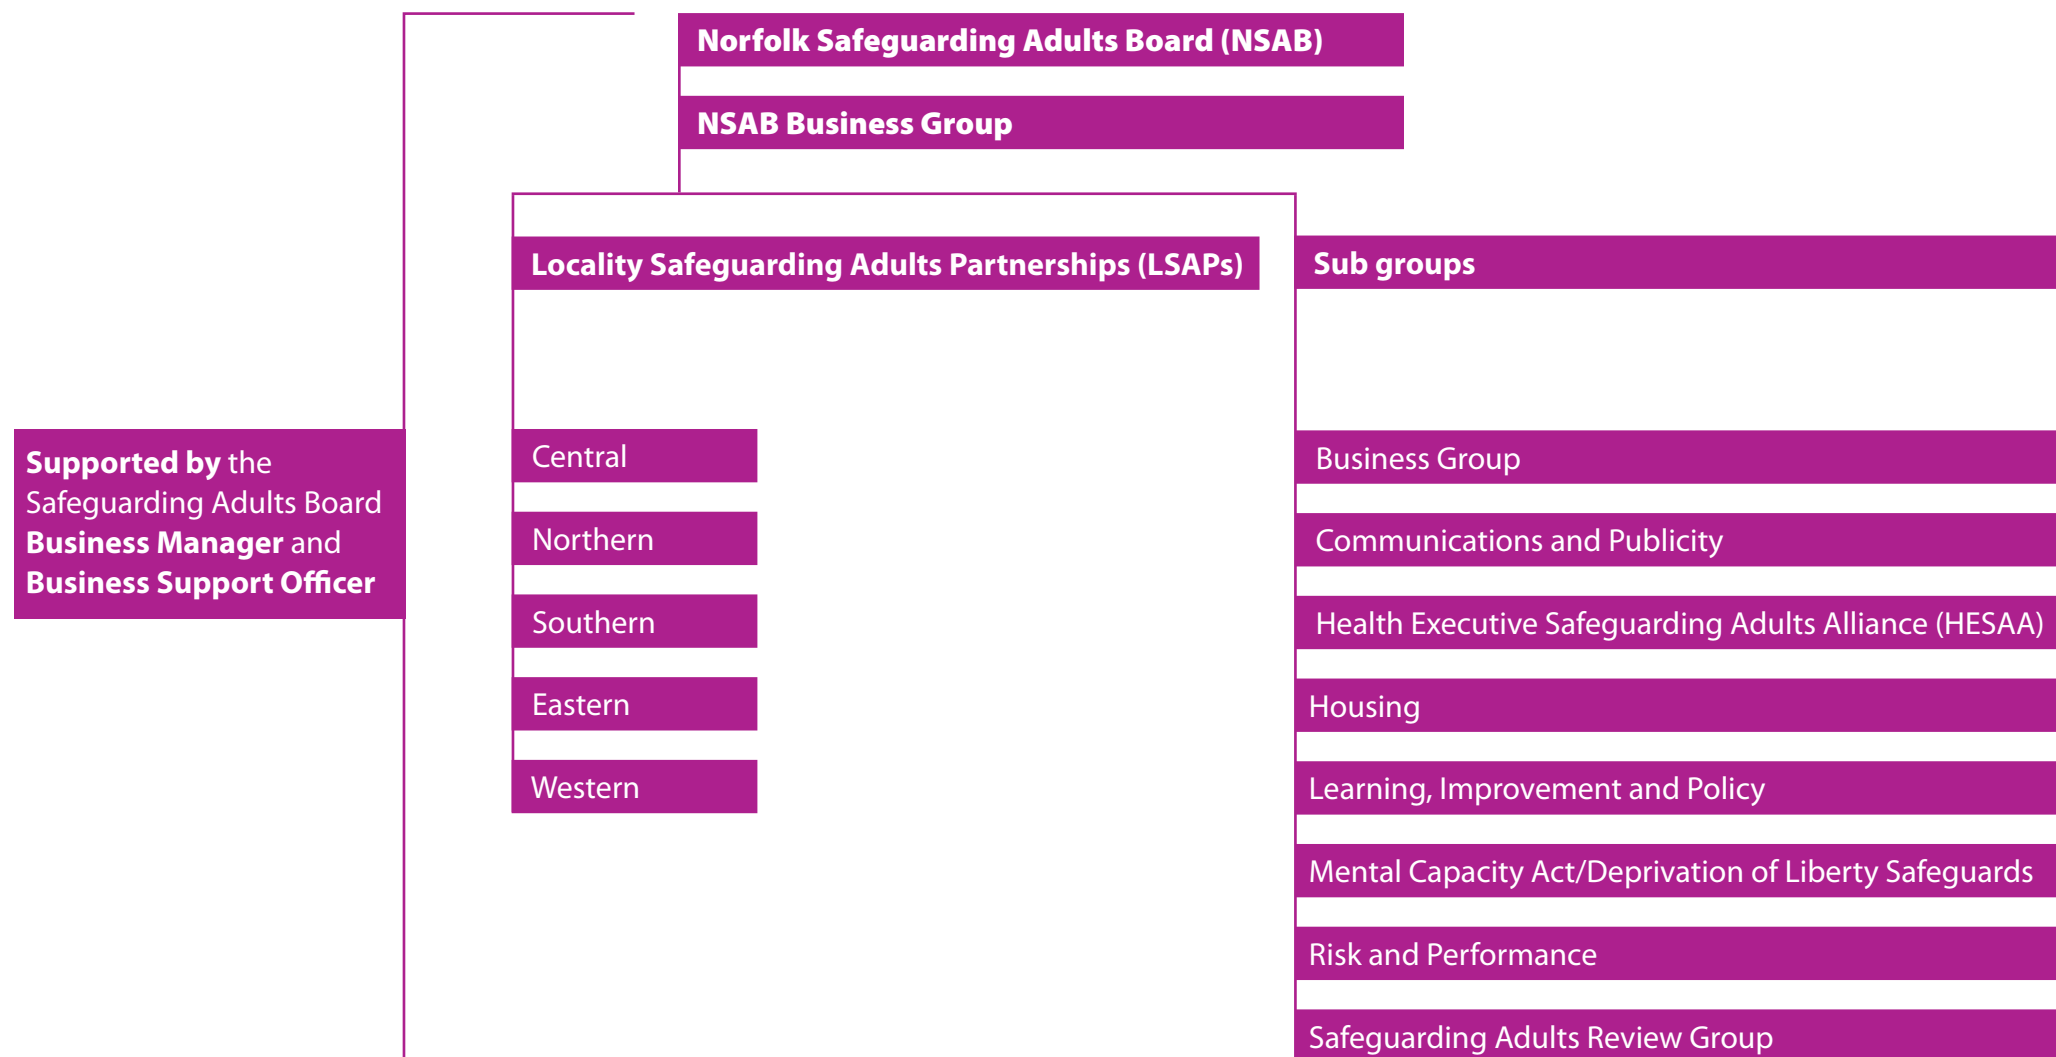 Norfolk Safeguarding Adults Board (NSAB)
NSAB Business Group
Locality Safeguarding Adults Partnerships (LSAPs)
Sub groups
Supported by the
Safeguarding Adults Board
Business Manager and
Business Support Officer
Central
Northern
Southern
Eastern
Western
Business Group
Communications and Publicity
Health Executive Safeguarding Adults Alliance (HESAA)
Housing
Learning, Improvement and Policy
Mental Capacity Act/Deprivation of Liberty Safeguards
Risk and Performance
Safeguarding Adults Review Group